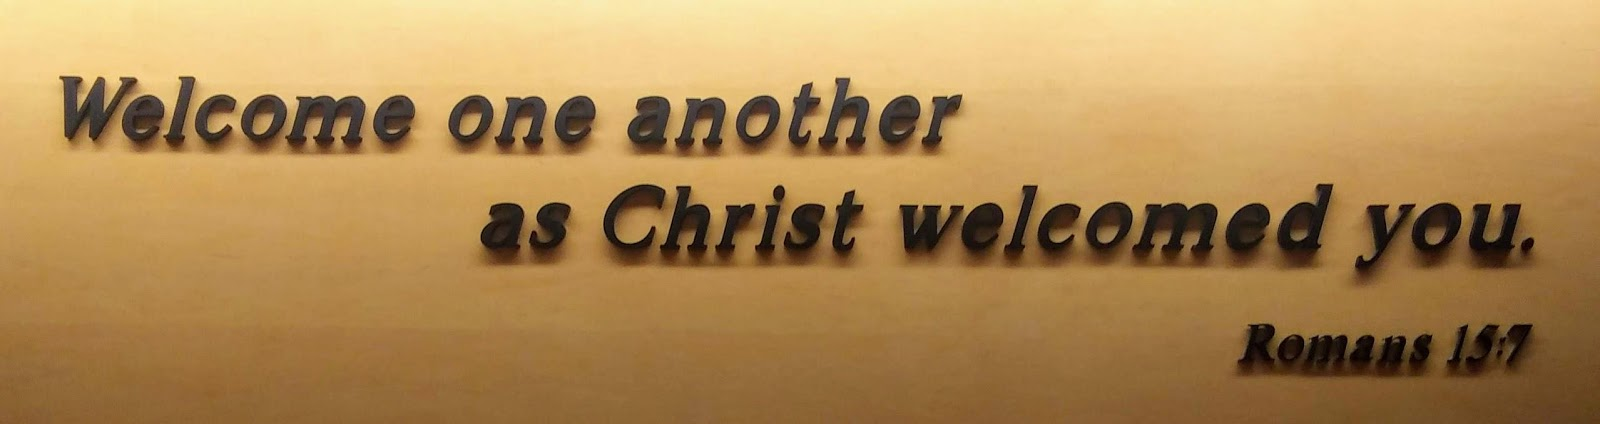 Welcome one another
as Christ welcomed you.
Romans 15:7